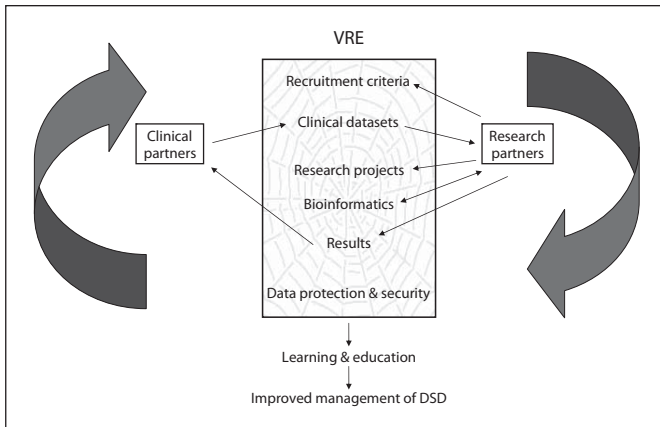 VRE
Recruitment criteria
Clinical datasets
Clinical
partners
Research
partners
Research projects
Bioinformatics
Results
Data protection & security
Learning & education
Improved management of DSD